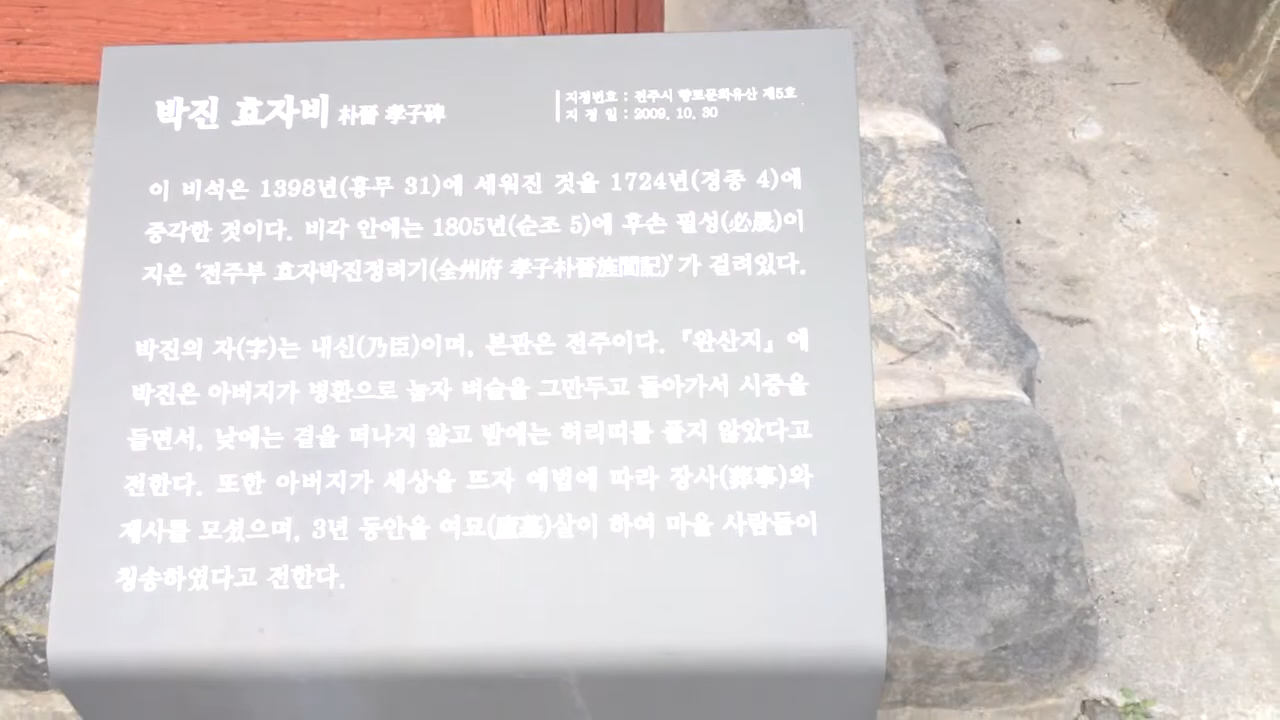 박진 효자비 朴晉 孝子碑
지정번호 : 전주시 향토문화유산 제5호
지 정 일 : 2009. 10. 30
이 비석은 1398년(홍무 31)에 세워진 것을 1724년(경종 4)에
중각한 것이다. 비각 안에는 1805년(순조 5)에 후손 필성(必晟)이
지은 ‘전주부 효자박진정려기(全州府 孝子朴晉旌閭記)’가 걸려있다.
박진의 자(字)는 내신(乃臣)이며, 본관은 전주이다. 『완산지』에
박진은 아버지가 병환으로 눕자 벼슬을 그만두고 돌아가서 시중을
들면서, 낮에는 곁을 떠나지 않고 밤에는 허리띠를 풀지 않았다고
전한다. 또한 아버지가 세상을 뜨자 예법에 따라 장사(葬事)와
제사를 모셨으며, 3년 동안을 여묘(廬墓)살이 하여 마을 사람들이
칭송하였다고 전한다.